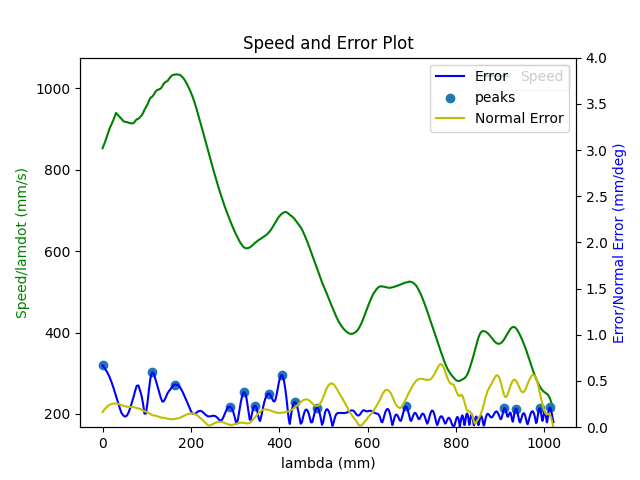 Speed and Error Plot
Speed/lamdot (mm/s)
1000
800
600
400
200
4.0
3.5
3.0
2.5
2.0
1.5
1.0
0.5
0.0
Error/Normal Error (mm/deg)
Error
Speed
peaks
Normal Error
0
200
400
600
800
1000
lambda (mm)